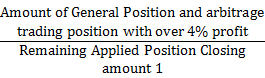 Amount of General Position and arbitrage
trading position with over 4% profit
Remaining Applied Position Closing
amount 1